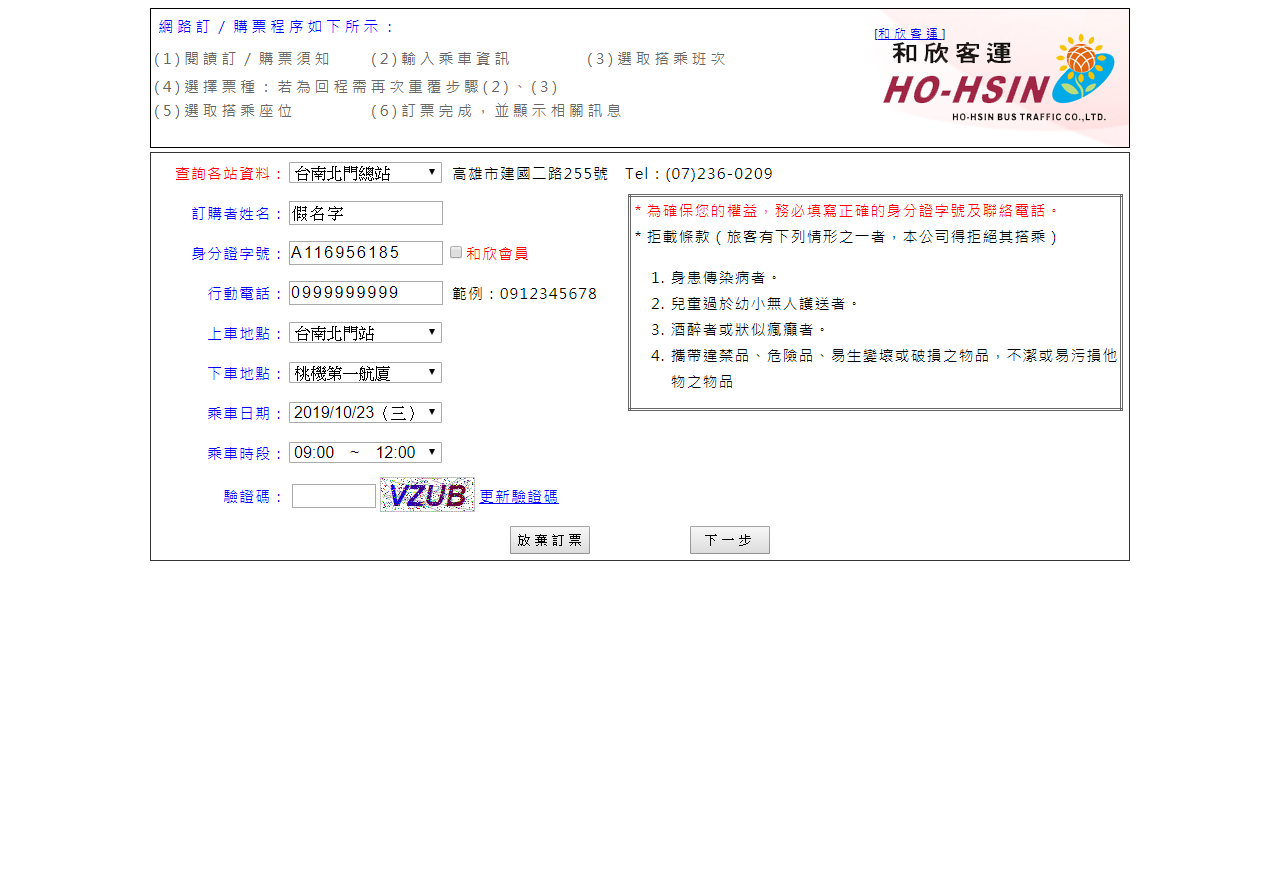 網路訂／購票程序如下所示：
(1)閱讀訂／購票須知 (2)輸入乘車資訊 (3)選取搭乘班次
(4)選擇票種：若為回程需再次重覆步驟(2)、(3)
(5)選取搭乘座位 (6)訂票完成，並顯示相關訊息
[和欣客運]
和欣客運
HO-HSIN
HO-HSIN BUS TRAFFIC CO.,LTD.
查詢各站資料： 台南北門總站 高雄市建國二路255號 Tel：(07)236-0209
訂購者姓名： 假名字
身分證字號： A116956185 和欣會員
行動電話： 0999999999 範例：0912345678
上車地點： 台南北門站
下車地點： 桃機第一航廈
乘車日期： 2019/10/23（三）
乘車時段： 09:00 ~ 12:00
驗證碼： VZUB 更新驗證碼
* 為確保您的權益，務必填寫正確的身分證字號及聯絡電話。
* 拒載條款（旅客有下列情形之一者，本公司得拒絕其搭乘）
1. 身患傳染病者。
2. 兒童過於幼小無人護送者。
3. 酒醉者或狀似瘋癲者。
4. 攜帶違禁品、危險品、易生變壞或破損之物品，不潔或易污損他
物之物品
放棄訂票 下一步